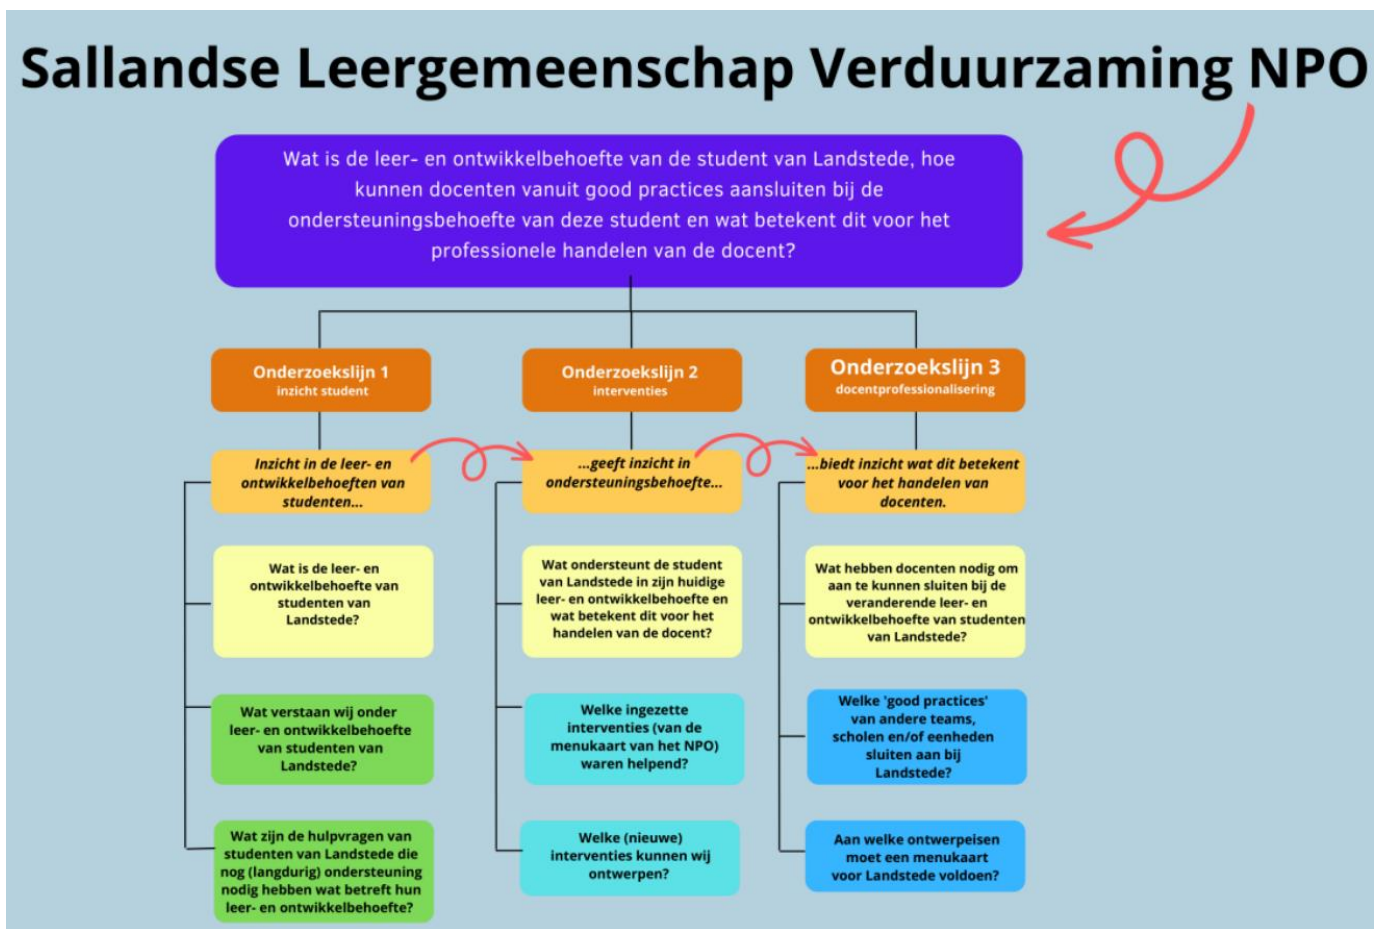 Sallandse Leergemeenschap Verduurzaming NPO
Wat is de leer- en ontwikkelbehoefte van de student van Landstede, hoe
kunnen docenten vanuit good practices aansluiten bij de
ondersteuningsbehoefte van deze student en wat betekent dit voor het
professionele handelen van de docent?
Onderzoekslijn 1
inzicht student
Inzicht in de leer- en
ontwikkelbehoeften van
studenten...
Wat is de leer- en
ontwikkelbehoefte van
studenten van
Landstede?
Wat verstaan wij onder
leer- en ontwikkelbehoefte
van studenten van
Landstede?
Wat zijn de hulpvragen van
studenten van Landstede die
nog (langdurig) ondersteuning
nodig hebben wat betreft hun
leer- en ontwikkelbehoefte?
Onderzoekslijn 2
interventies
...geeft inzicht in
ondersteuningsbehoefte...
Wat ondersteunt de student
van Landstede in zijn huidige
leer- en ontwikkelbehoefte en
wat betekent dit voor het
handelen van de docent?
Welke ingezette
interventies (van de
menukaart van het NPO)
waren helpend?
Welke (nieuwe)
interventies kunnen wij
ontwerpen?
Onderzoekslijn 3
docentprofessionalisering
...biedt inzicht wat dit betekent
voor het handelen van
docenten.
Wat hebben docenten nodig om
aan te kunnen sluiten bij de
veranderende leer- en
ontwikkelbehoefte van studenten
van Landstede?
Welke 'good practices'
van andere teams,
scholen en/of eenheden
sluiten aan bij
Landstede?
Aan welke ontwerpeisen
moet een menukaart
voor Landstede voldoen?